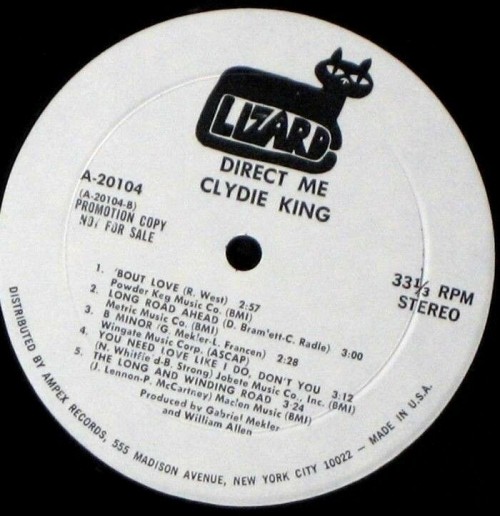 LIZARD
DIRECT ME
CLYDIE KING
A-20104
(A-20104-B)
PROMOTION COPY
NOT FOR SALE
33⅓ RPM
STEREO
1. 'BOUT LOVE (R. West) 2:57
Powder Keg Music Co. (BMI)
2. LONG ROAD AHEAD (D. Bram'ett-C. Radle) 3:00
Metric Music Co. (BMI)
3. B MINOR (G. Mekler-L. Francen) 2:28
Wingate Music Corp. (ASCAP)
4. YOU NEED LOVE LIKE I DO, DON'T YOU 3:12
(N. Whitfie'd-B. Strong) Jobete Music Co., Inc. (BMI)
5. THE LONG AND WINDING ROAD 3:24
(J. Lennon-P. McCartney) Maclen Music (BMI)
Produced by Gabriel Mekler
and William Allen
DISTRIBUTED BY AMPEX RECORDS, 555 MADISON AVENUE, NEW YORK CITY 10022 — MADE IN U.S.A.